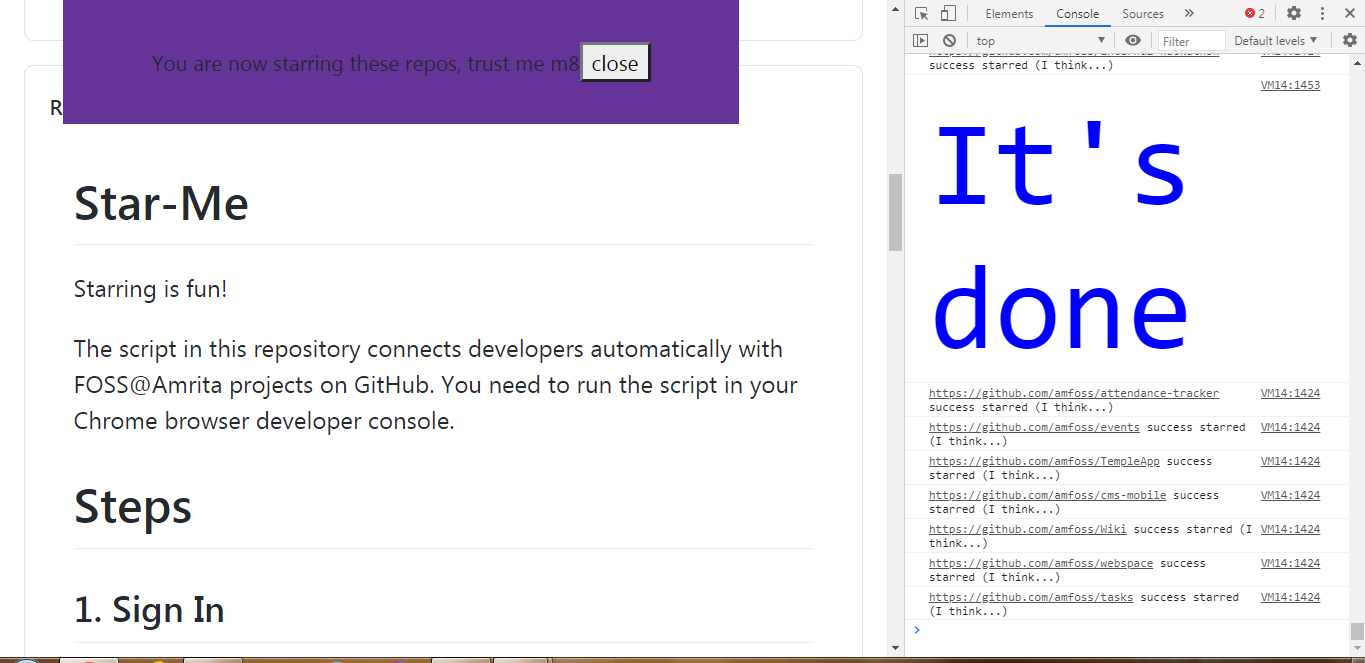 You are now starring these repos, trust me m8 close
R
Star-Me
Starring is fun!
The script in this repository connects developers automatically with
FOSS@Amrita projects on GitHub. You need to run the script in your
Chrome browser developer console.
Steps
1. Sign In
Elements Console Sources » 2
top Filter Default levels
success starred (I think...)
VM14:1453
It's
done
https://github.com/amfoss/attendance-tracker VM14:1424
success starred (I think...)
https://github.com/amfoss/events success starred VM14:1424
(I think...)
https://github.com/amfoss/TempleApp success VM14:1424
starred (I think...)
https://github.com/amfoss/cms-mobile success VM14:1424
starred (I think...)
https://github.com/amfoss/Wiki success starred (I VM14:1424
think...)
https://github.com/amfoss/webspace success VM14:1424
starred (I think...)
https://github.com/amfoss/tasks success starred VM14:1424
(I think...)